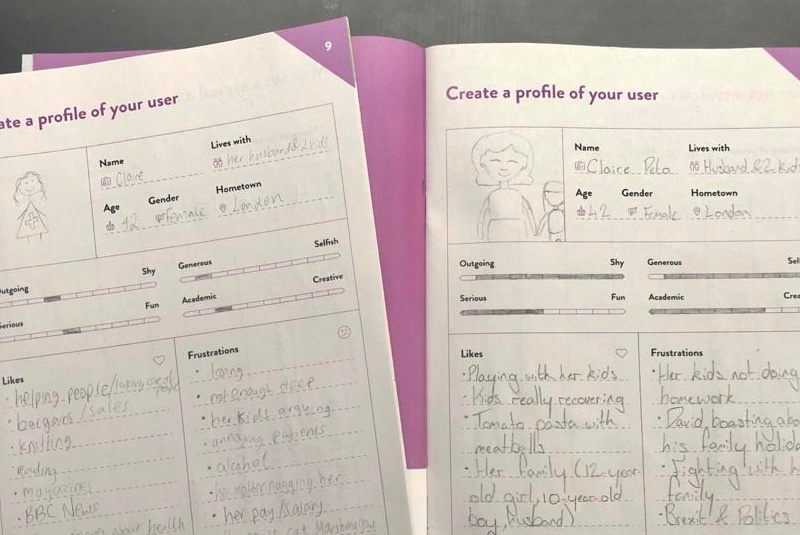 9
ate a profile of your user
Name
Claire
Lives with
her husband & 2 kids
Age
42
Gender
Female
Hometown
London
utgoing
Shy
Generous
Selfish
Serious
Fun
Academic
Creative
Likes
• helping people/taking care of
• bargains/sales
• knitting
• reading
• magazines
• BBC News
about health
Frustrations
• losing
• not enough sleep
• her kids arguing
• annoying patients
• alcohol
• her mother nagging her
• her pay/salary
Create a profile of your user
Name
Claire Pelo
Lives with
Husband & 2 kid
Age
42
Gender
Female
Hometown
London
Outgoing
Shy
Generous
Sel
Serious
Fun
Academic
Crea
Likes
• Playing with her kids
• Kids really recovering
• Tomato pasta with
meatballs
• Her family (12-year-
old girl, 10-year-old
boy, husband)
Frustrations
• Her kids not doing
homework
• David boasting abo
his family holida
• Fighting with h
family
• Brexit & Politics